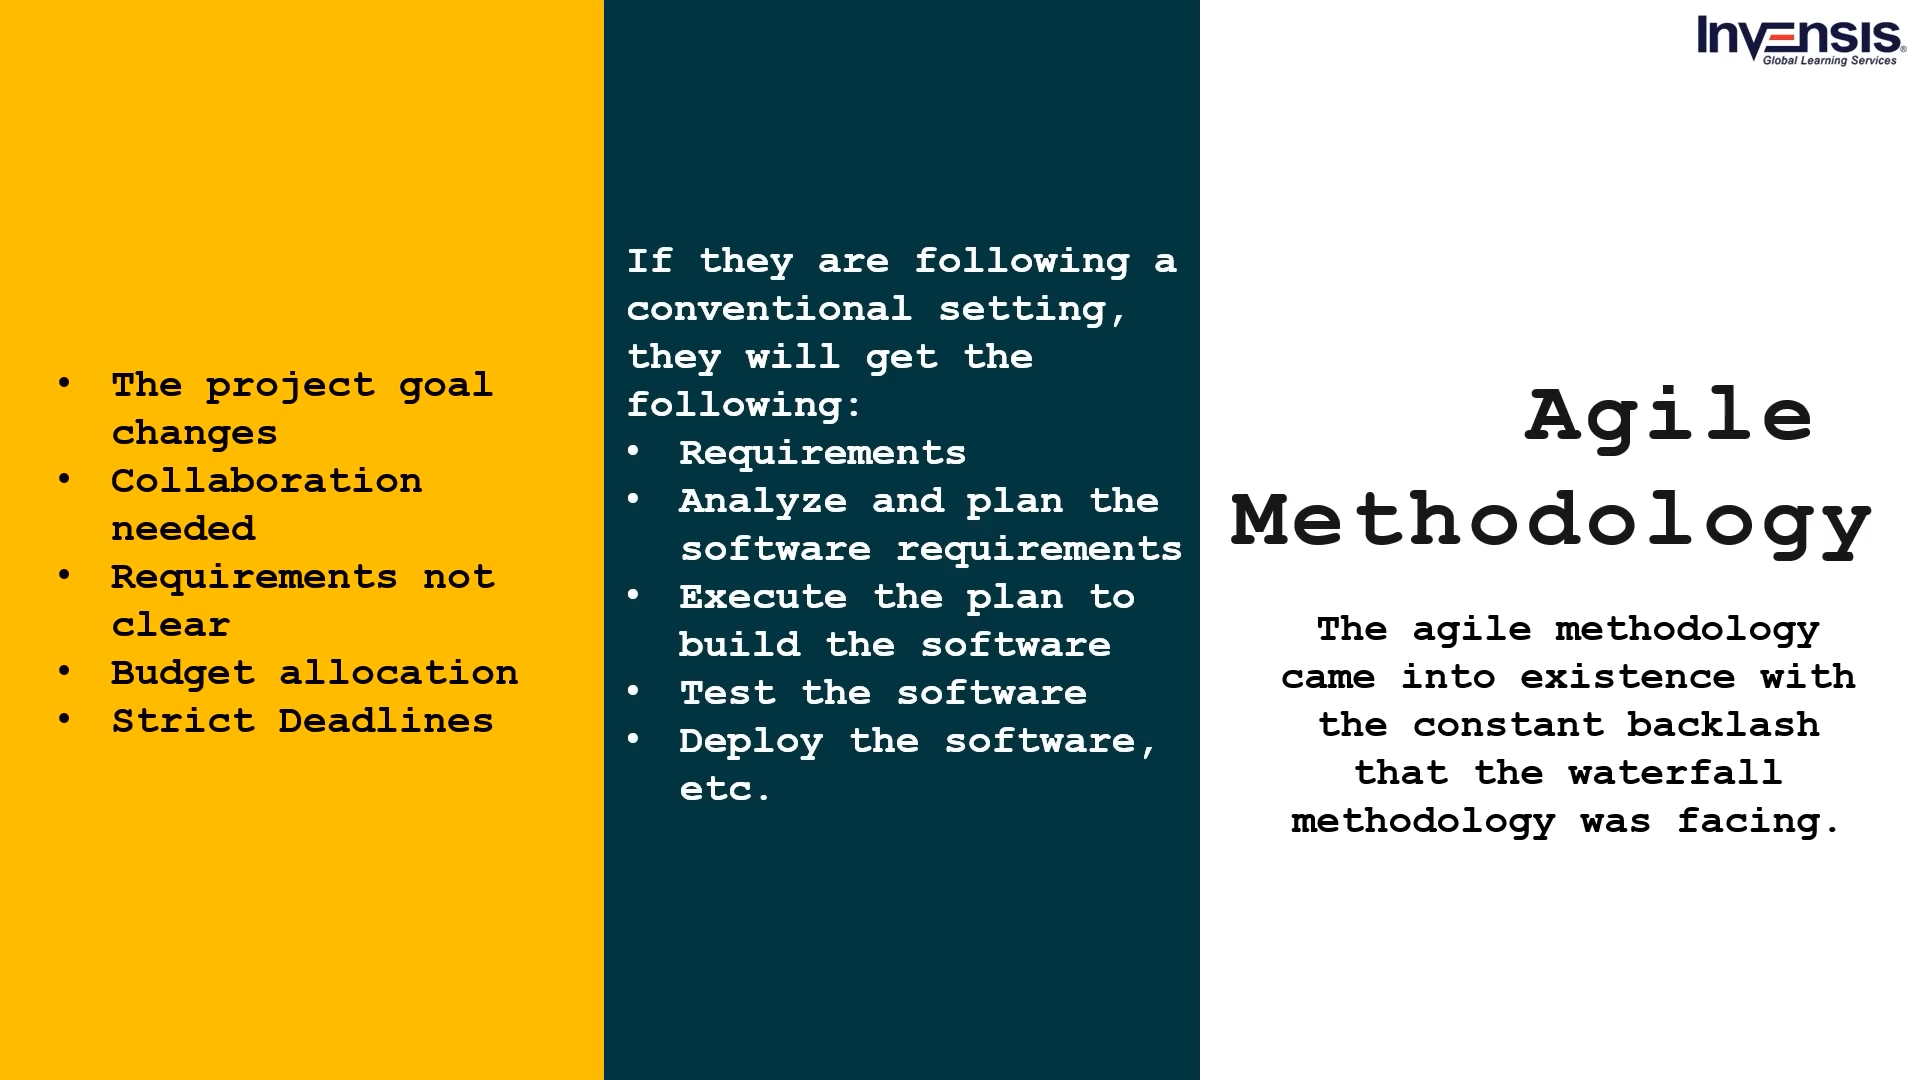 • The project goal
changes
• Collaboration
needed
• Requirements not
clear
• Budget allocation
• Strict Deadlines
If they are following a
conventional setting,
they will get the
following:
• Requirements
• Analyze and plan the
software requirements
• Execute the plan to
build the software
• Test the software
• Deploy the software,
etc.
Invensis®
Global Learning Services
Agile
Methodology
The agile methodology
came into existence with
the constant backlash
that the waterfall
methodology was facing.